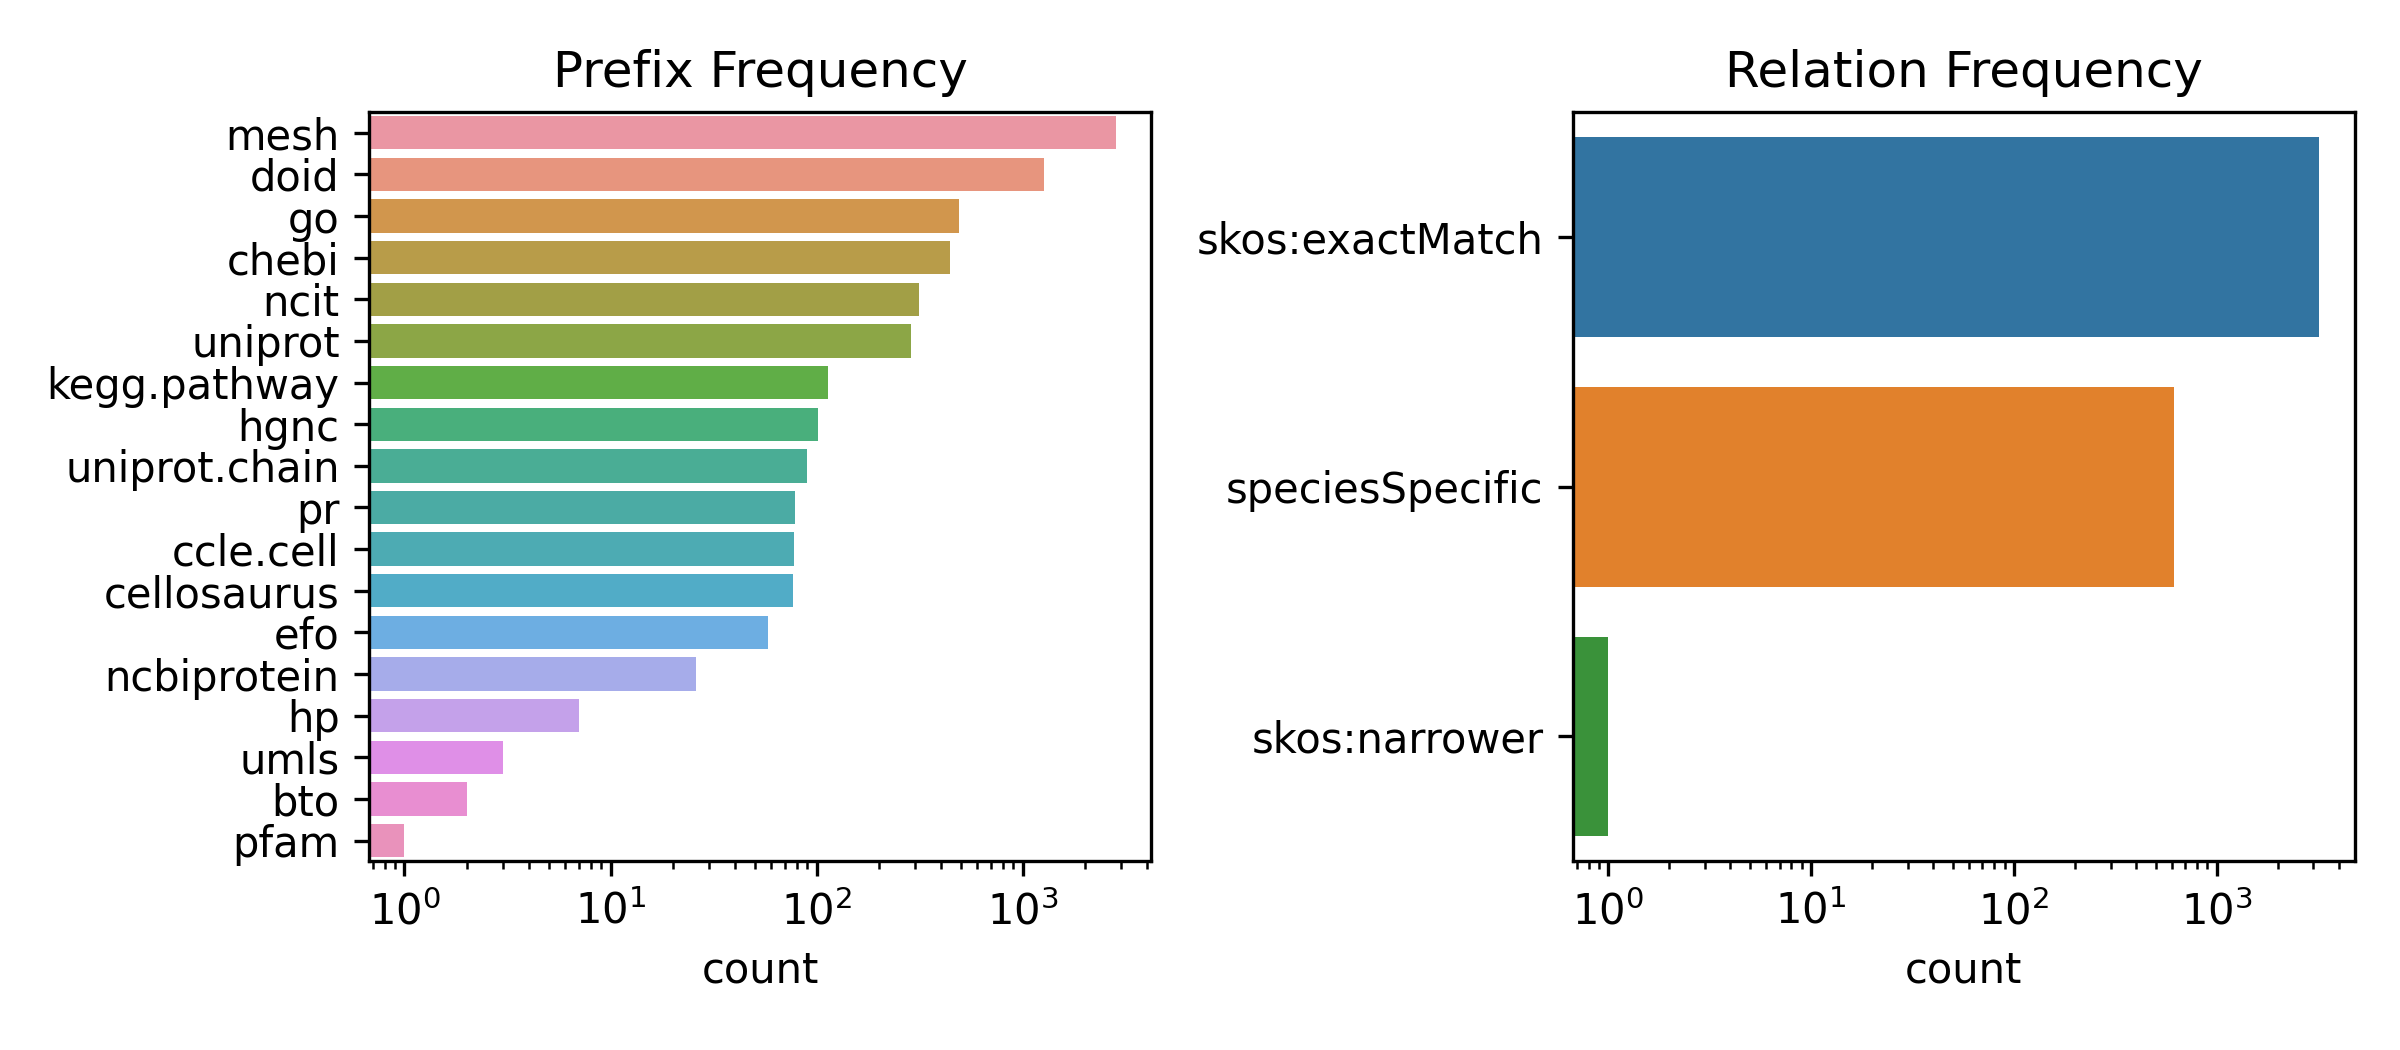 Prefix Frequency
mesh
doid
go
chebi
ncit
uniprot
kegg.pathway
hgnc
uniprot.chain
pr
ccle.cell
cellosaurus
efo
ncbiprotein
hp
umls
bto
pfam
10⁰ 10¹ 10² 10³
count
Relation Frequency
skos:exactMatch
speciesSpecific
skos:narrower
10⁰ 10¹ 10² 10³
count